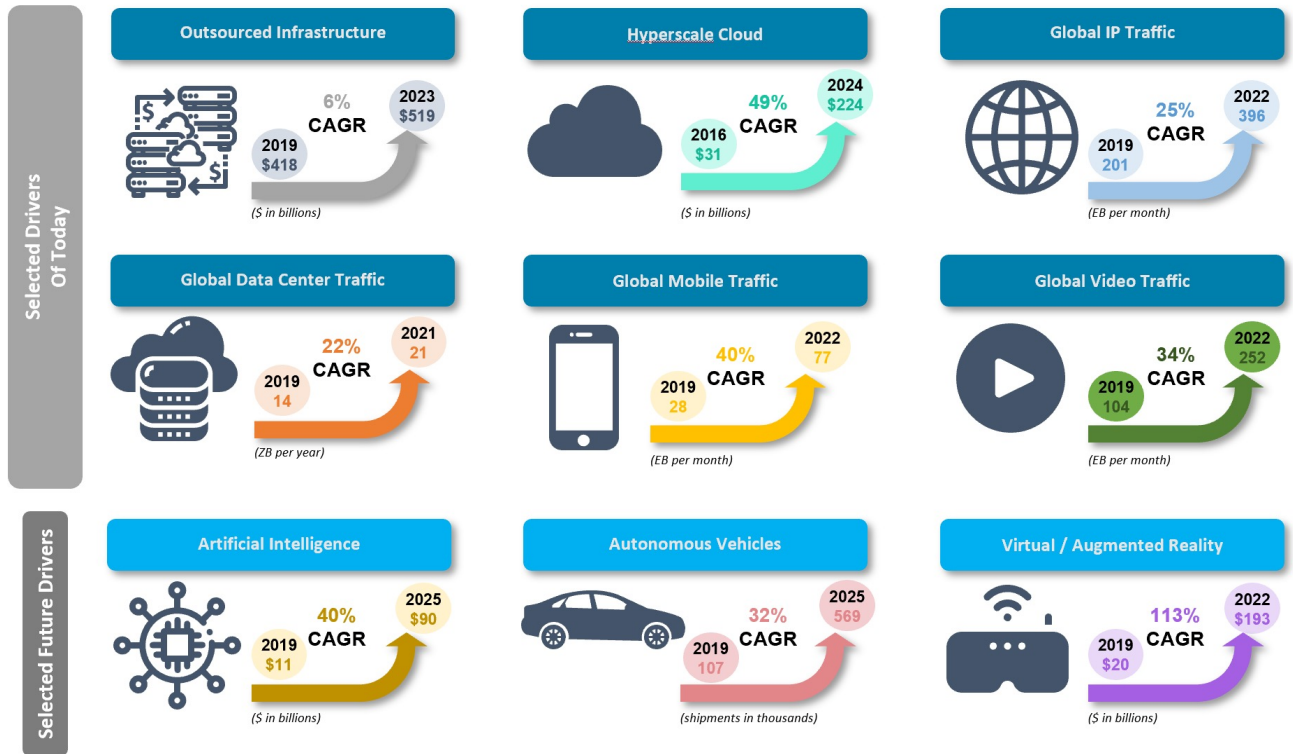 Selected Drivers
Of Today
Outsourced Infrastructure
$
$
6%
CAGR
2019
$418
2023
$519
($ in billions)
Hyperscale Cloud
49%
CAGR
2016
$31
2024
$224
($ in billions)
Global IP Traffic
25%
CAGR
2019
201
2022
396
(EB per month)
Global Data Center Traffic
22%
CAGR
2019
14
2021
21
(ZB per year)
Global Mobile Traffic
40%
CAGR
2019
28
2022
77
(EB per month)
Global Video Traffic
34%
CAGR
2019
104
2022
252
(EB per month)
Selected Future Drivers
Artificial Intelligence
40%
CAGR
2019
$11
2025
$90
($ in billions)
Autonomous Vehicles
32%
CAGR
2019
107
2025
569
(shipments in thousands)
Virtual / Augmented Reality
113%
CAGR
2019
$20
2022
$193
($ in billions)